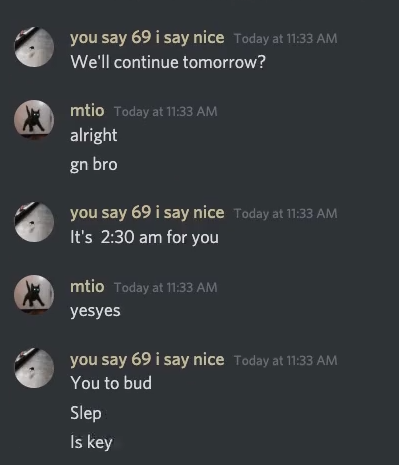 you say 69 i say nice Today at 11:33 AM
We'll continue tomorrow?
mtio Today at 11:33 AM
alright
gn bro
you say 69 i say nice Today at 11:33 AM
It's 2:30 am for you
mtio Today at 11:33 AM
yesyes
you say 69 i say nice Today at 11:33 AM
You to bud
Slep
Is key